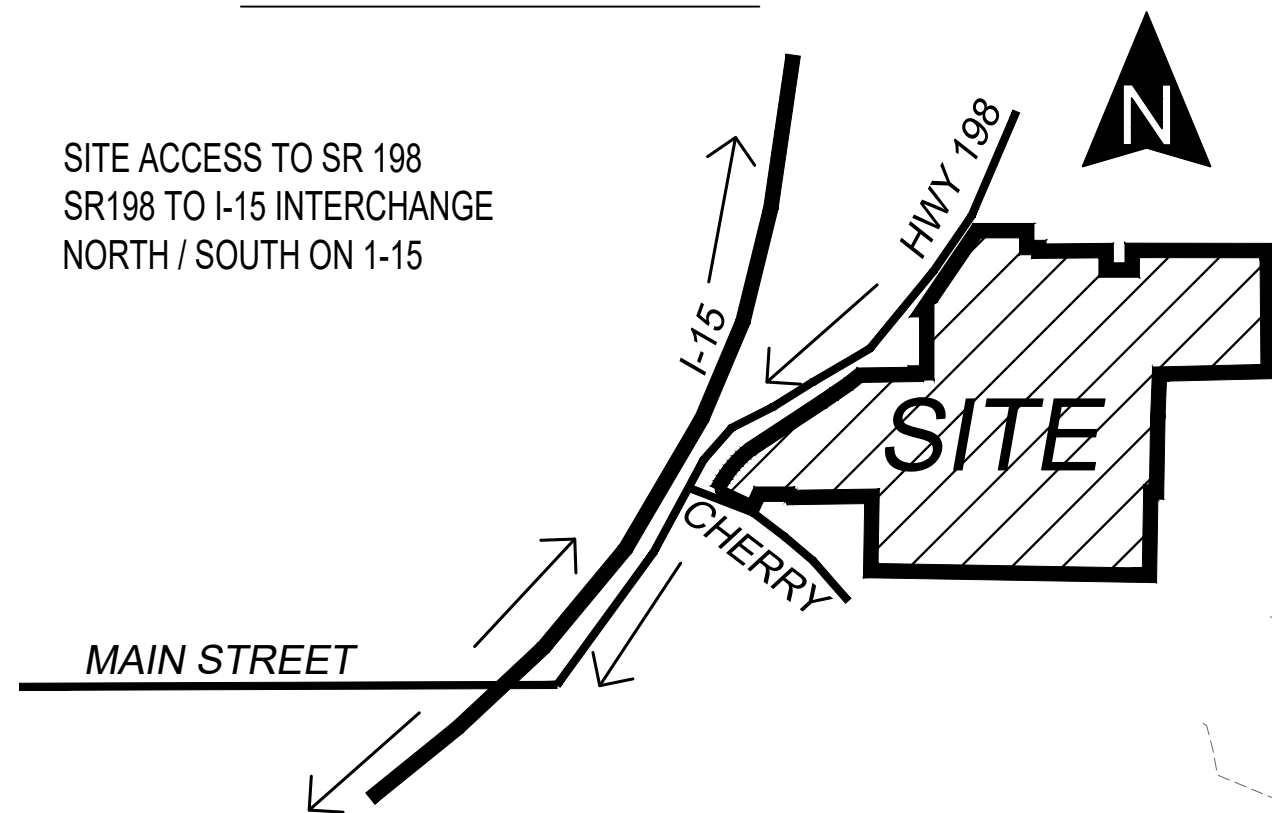 SITE ACCESS TO SR 198
SR198 TO I-15 INTERCHANGE
NORTH / SOUTH ON 1-15
N
HWY 198
I-15
SITE
CHERRY
MAIN STREET